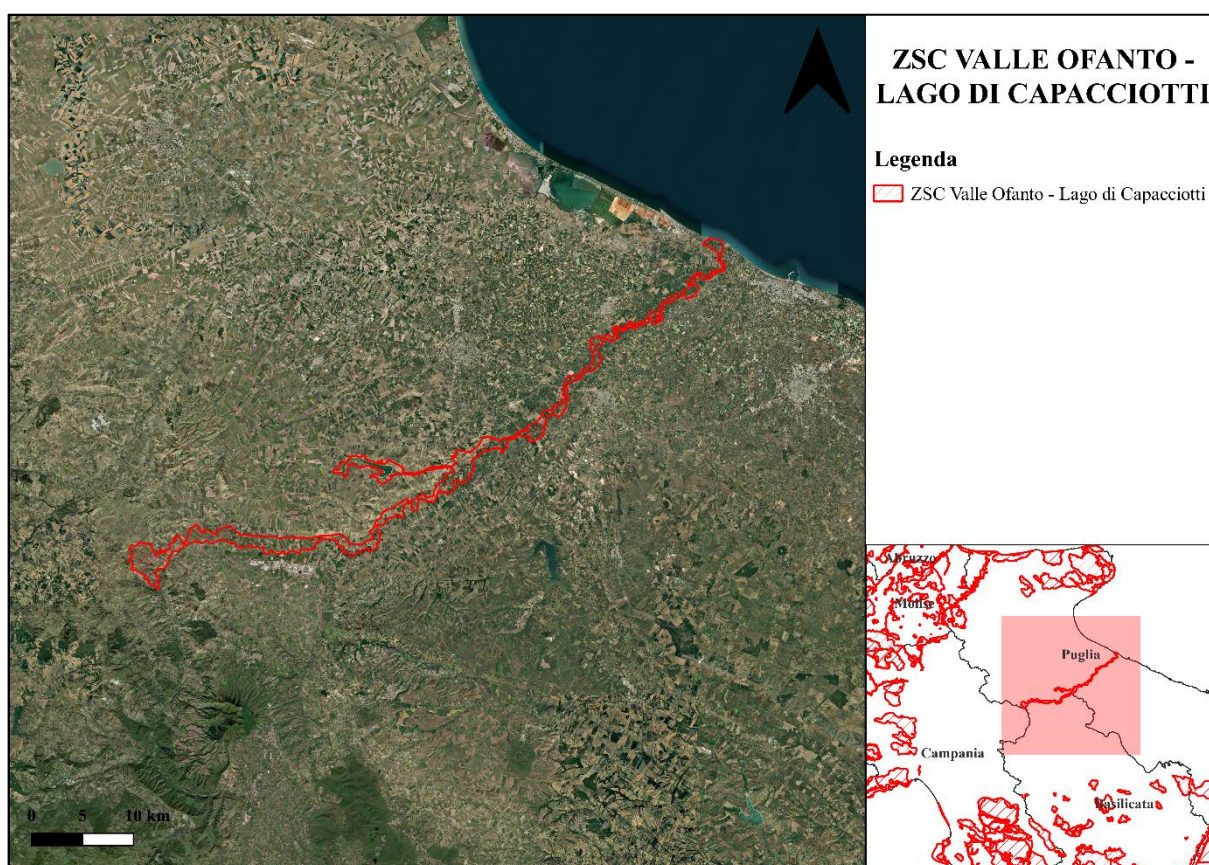 ZSC VALLE OFANTO -
LAGO DI CAPACCIOTTI
Legenda
ZSC Valle Ofanto - Lago di Capacciotti
0 5 10 km
Abruzzo
Molise
Puglia
Campania
Basilicata